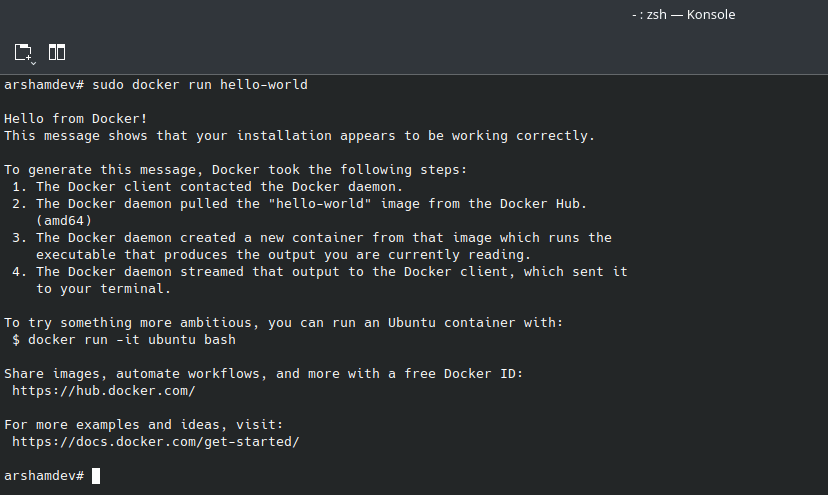 - : zsh — Konsole
arshamdev# sudo docker run hello-world
Hello from Docker!
This message shows that your installation appears to be working correctly.
To generate this message, Docker took the following steps:
1. The Docker client contacted the Docker daemon.
2. The Docker daemon pulled the "hello-world" image from the Docker Hub.
(amd64)
3. The Docker daemon created a new container from that image which runs the
executable that produces the output you are currently reading.
4. The Docker daemon streamed that output to the Docker client, which sent it
to your terminal.
To try something more ambitious, you can run an Ubuntu container with:
$ docker run -it ubuntu bash
Share images, automate workflows, and more with a free Docker ID:
https://hub.docker.com/
For more examples and ideas, visit:
https://docs.docker.com/get-started/
arshamdev#